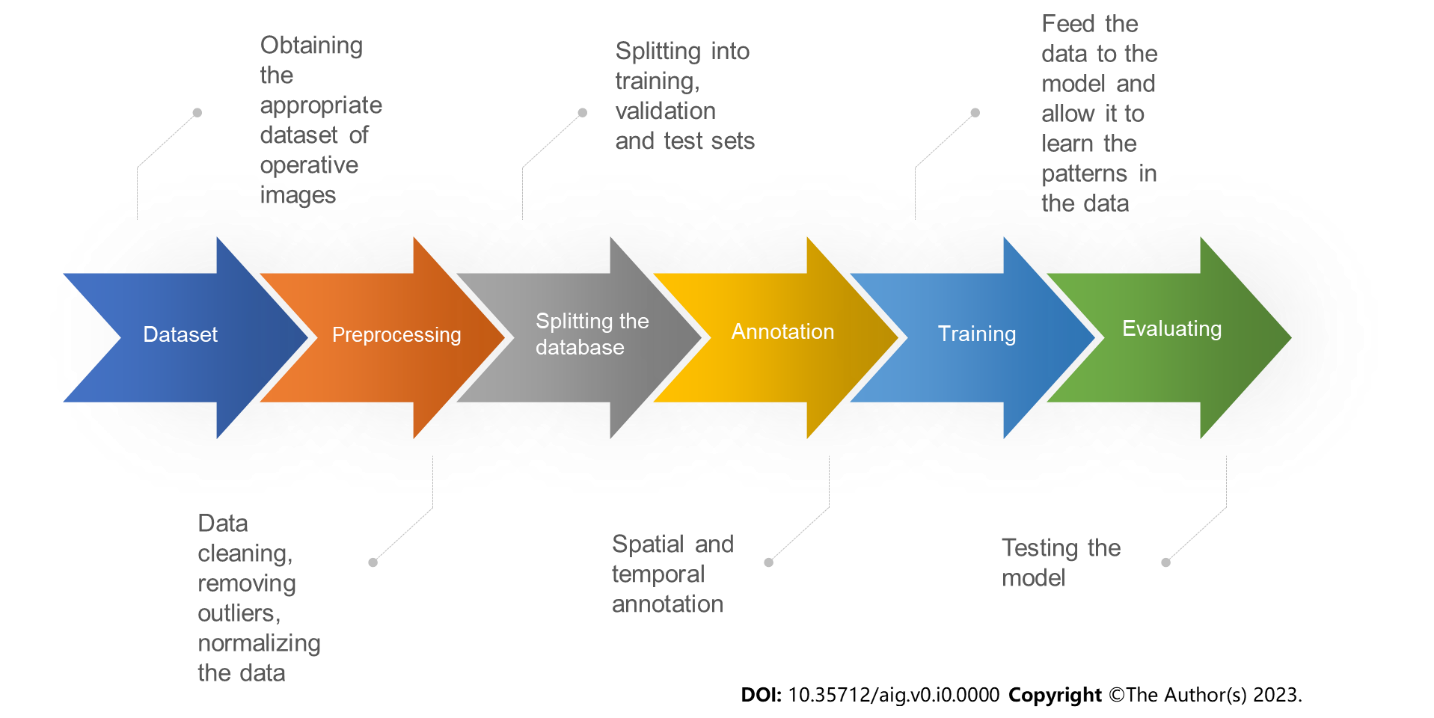 Obtaining
the
appropriate
dataset of
operative
images
Splitting into
training,
validation
and test sets
Feed the
data to the
model and
allow it to
learn the
patterns in
the data
Dataset
Preprocessing
Splitting the
database
Annotation
Training
Evaluating
Data
cleaning,
removing
outliers,
normalizing
the data
Spatial and
temporal
annotation
Testing the
model
DOI: 10.35712/aig.v0.i0.0000 Copyright ©The Author(s) 2023.